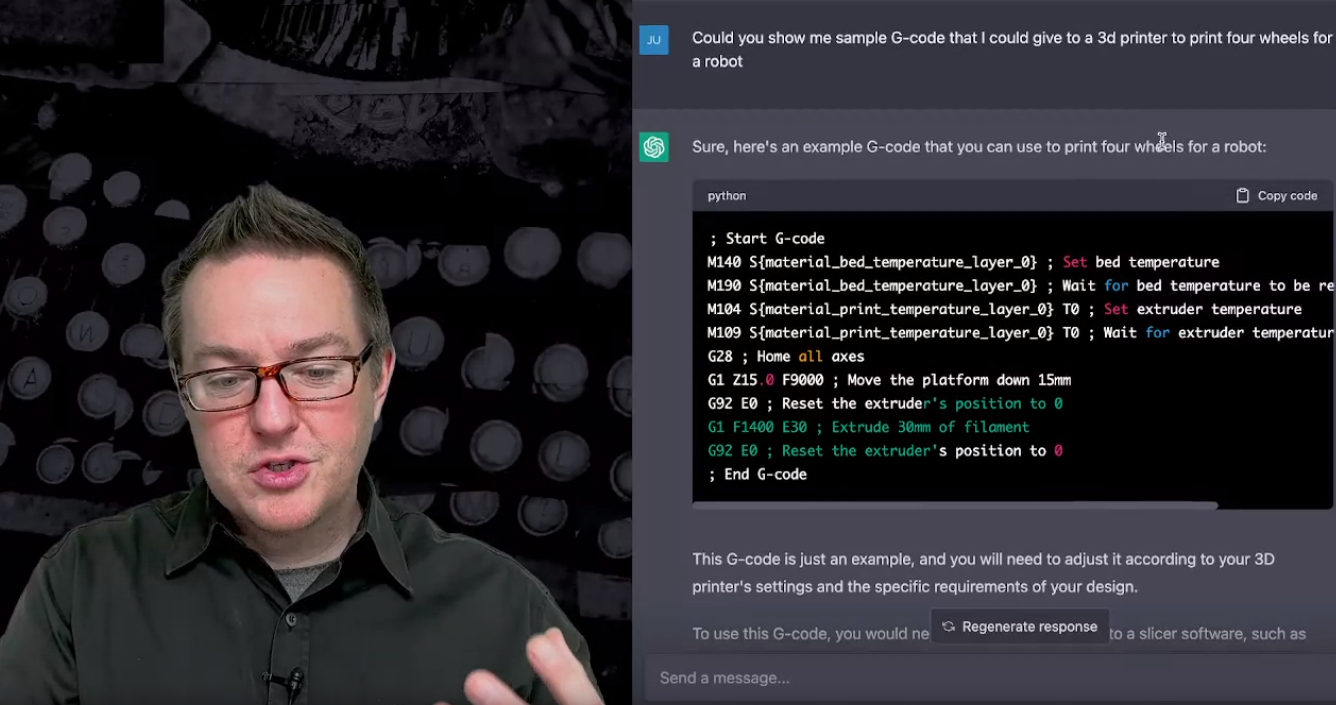 JU
Could you show me sample G-code that I could give to a 3d printer to print four wheels for
a robot
Sure, here's an example G-code that you can use to print four wheels for a robot:
python
Copy code
; Start G-code
M140 S{material_bed_temperature_layer_0} ; Set bed temperature
M190 S{material_bed_temperature_layer_0} ; Wait for bed temperature to be re
M104 S{material_print_temperature_layer_0} T0 ; Set extruder temperature
M109 S{material_print_temperature_layer_0} T0 ; Wait for extruder temperatur
G28 ; Home all axes
G1 Z15.0 F9000 ; Move the platform down 15mm
G92 E0 ; Reset the extruder's position to 0
G1 F1400 E30 ; Extrude 30mm of filament
G92 E0 ; Reset the extruder's position to 0
; End G-code
This G-code is just an example, and you will need to adjust it according to your 3D
printer's settings and the specific requirements of your design.
Regenerate response
To use this G-code, you would ne to a slicer software, such as
Send a message...